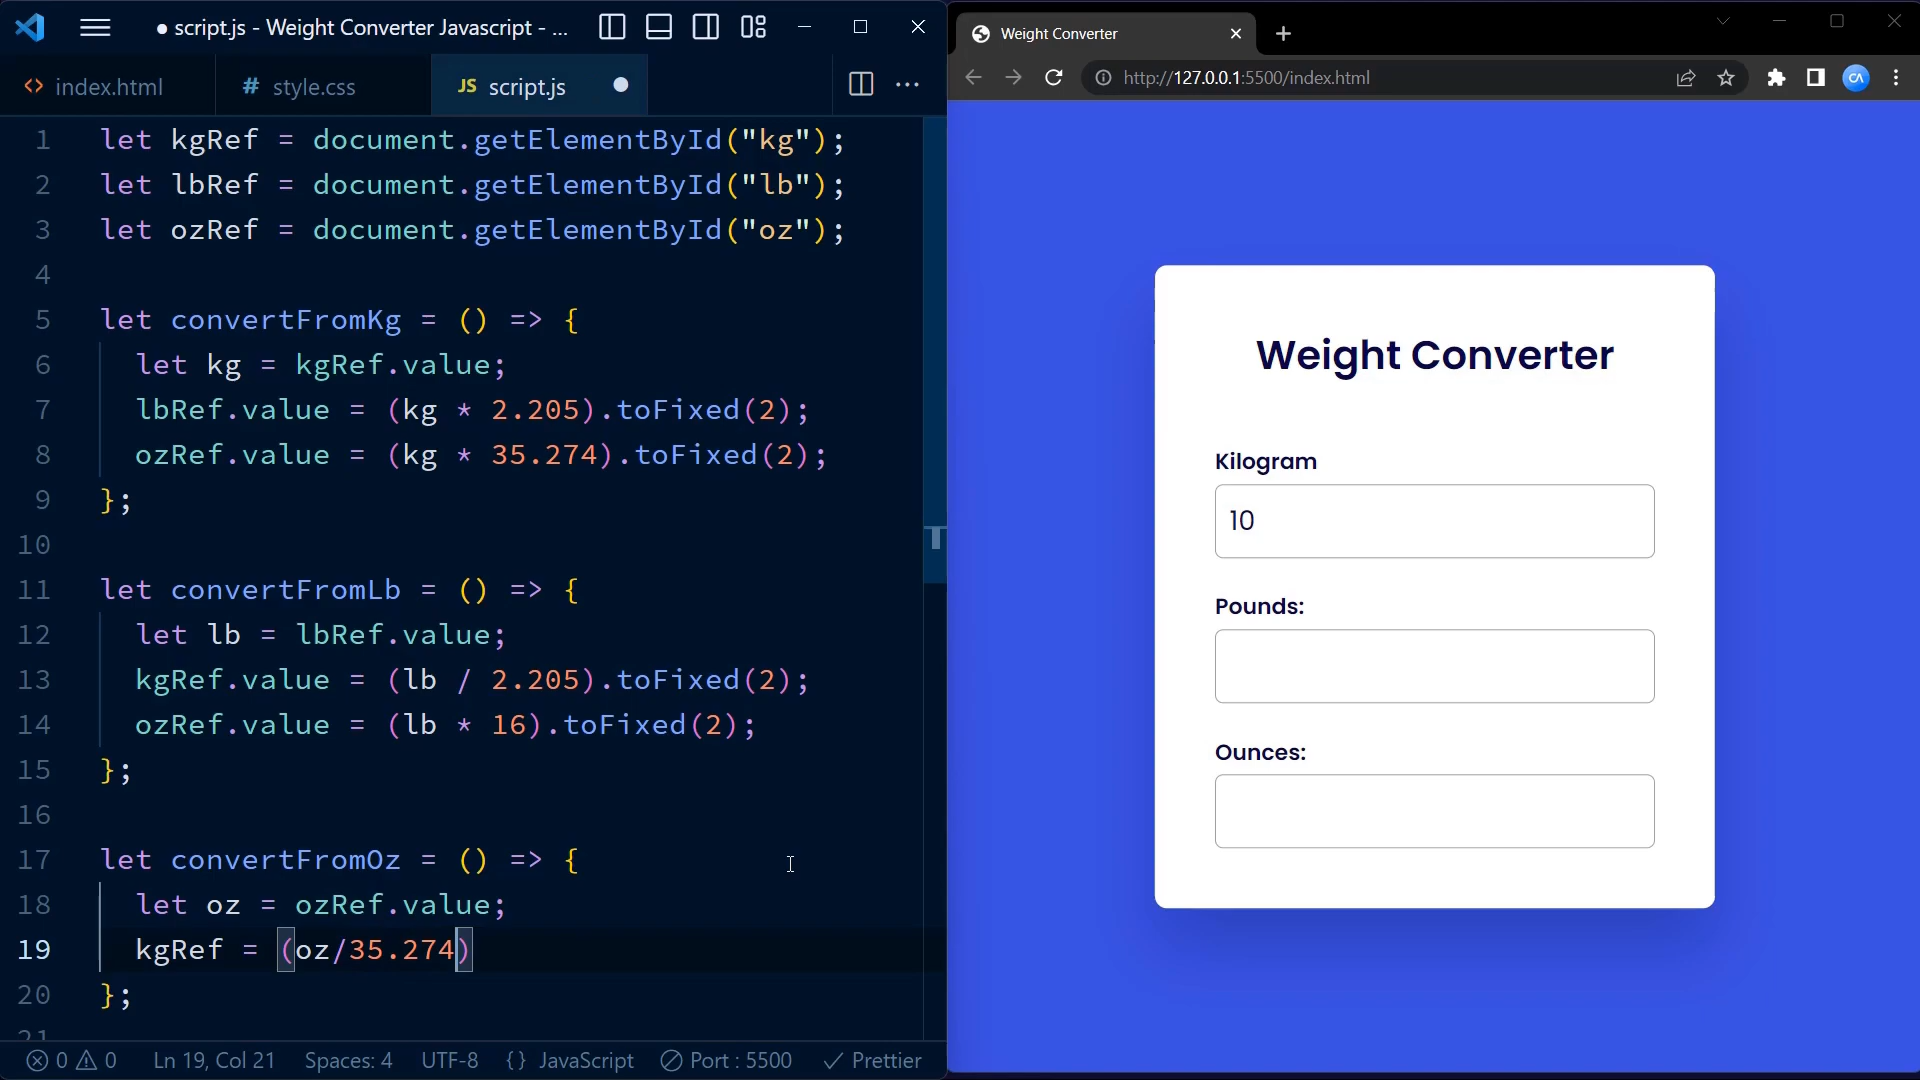 ● script.js - Weight Converter Javascript - ...
index.html
# style.css
JS script.js
1 let kgRef = document.getElementById("kg");
2 let lbRef = document.getElementById("lb");
3 let ozRef = document.getElementById("oz");
4
5 let convertFromKg = () => {
6 let kg = kgRef.value;
7 lbRef.value = (kg * 2.205).toFixed(2);
8 ozRef.value = (kg * 35.274).toFixed(2);
9 };
10
11 let convertFromLb = () => {
12 let lb = lbRef.value;
13 kgRef.value = (lb / 2.205).toFixed(2);
14 ozRef.value = (lb * 16).toFixed(2);
15 };
16
17 let convertFromOz = () => {
18 let oz = ozRef.value;
19 kgRef = (oz/35.274)
20 };
21
0 0 Ln 19, Col 21 Spaces: 4 UTF-8 {} JavaScript Port : 5500 Prettier
Weight Converter
http://127.0.0.1:5500/index.html
CA
Weight Converter
Kilogram
10
Pounds:
Ounces: